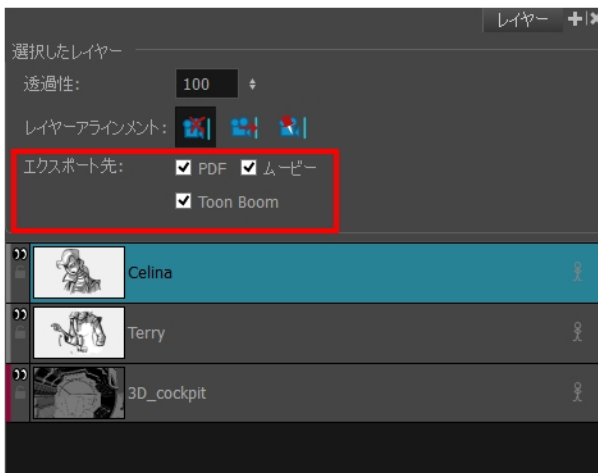 レイヤー
選択したレイヤー
透過性: 100
レイヤーアラインメント:
エクスポート先: PDF ムービー
Toon Boom
Celina
Terry
3D_cockpit